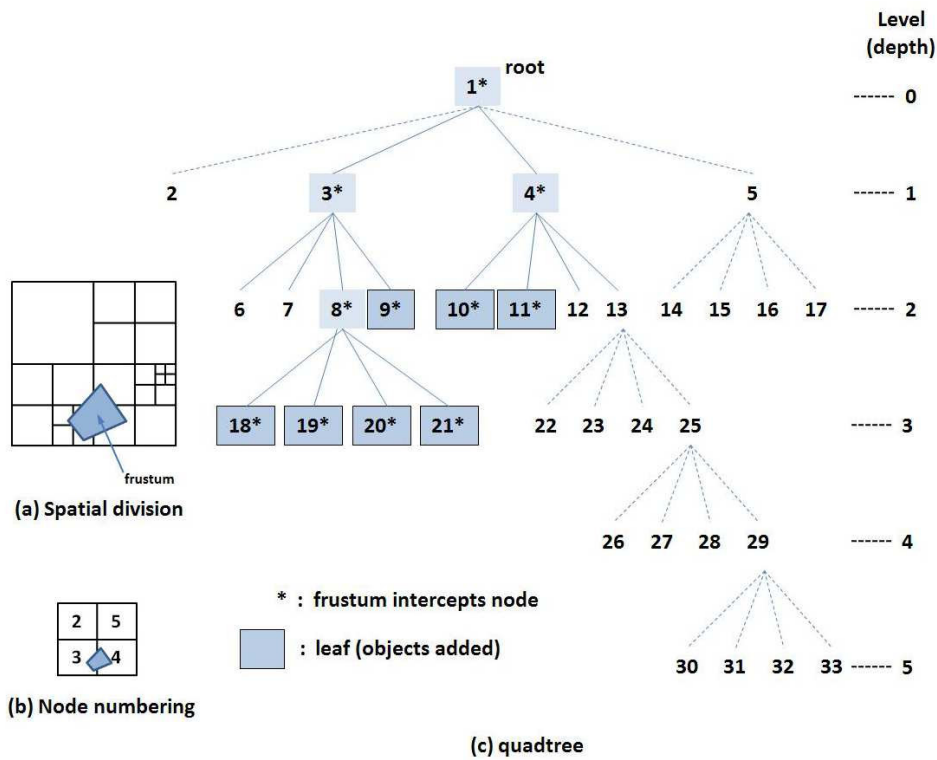 Level
(depth)
root
1*
------ 0
2
3*
4*
5
------ 1
6 7 8* 9* 10* 11* 12 13 14 15 16 17
------ 2
18* 19* 20* 21* 22 23 24 25
------ 3
frustum
(a) Spatial division
26 27 28 29
------ 4
* : frustum intercepts node
2 5
3 4
: leaf (objects added)
30 31 32 33
------ 5
(b) Node numbering
(c) quadtree